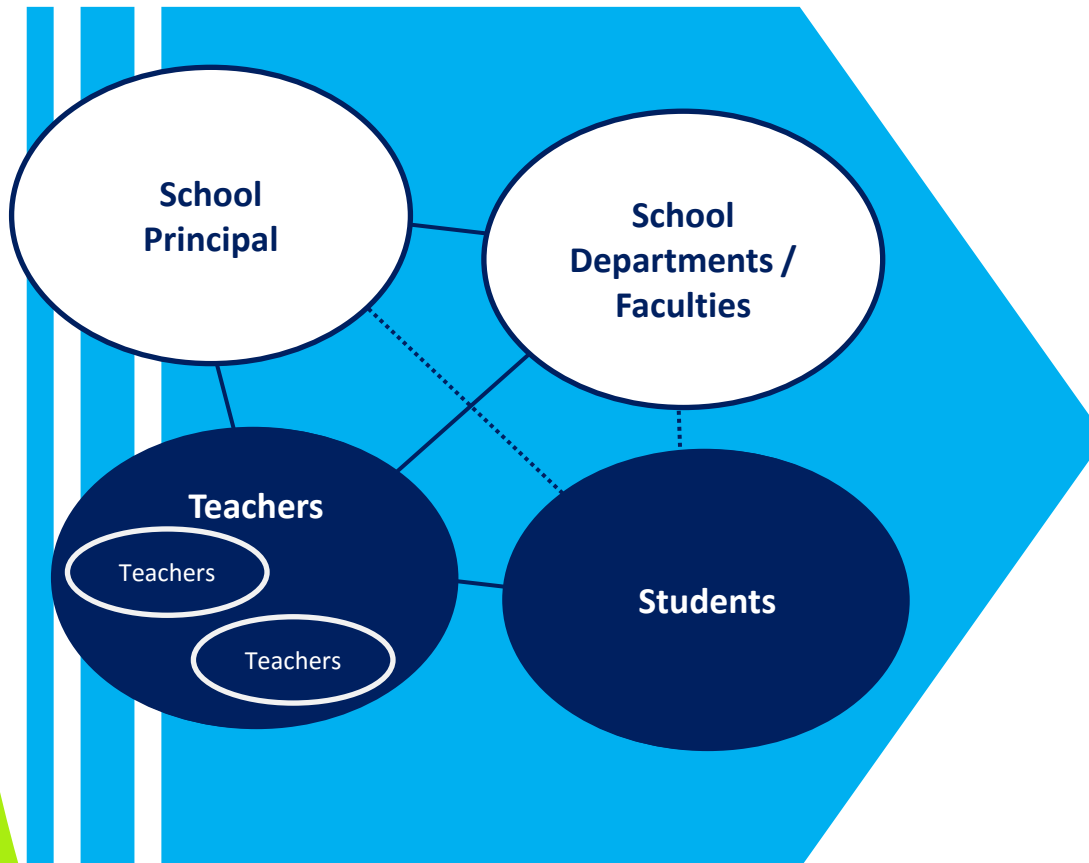 School
Principal
School
Departments /
Faculties
Teachers
Teachers
Teachers
Students